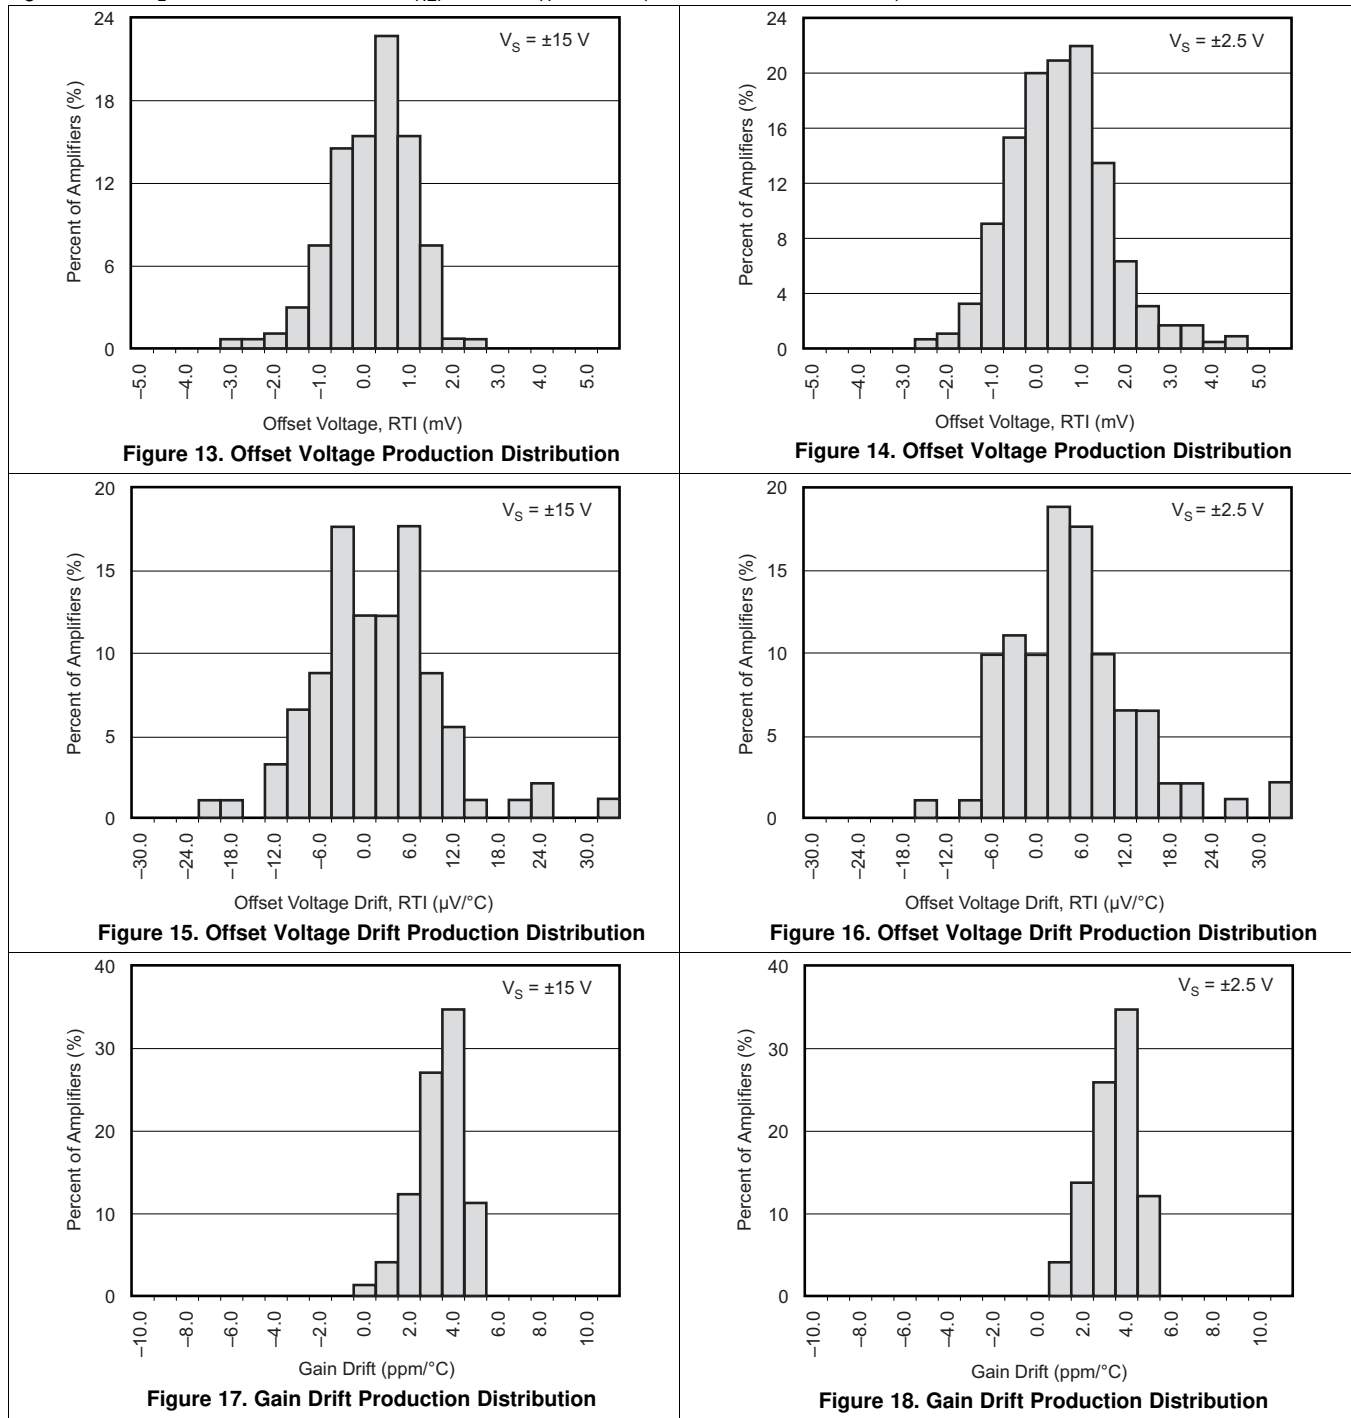 24
18
12
6
0
Percent of Amplifiers (%)
VS = ±15 V
–5.0 –4.0 –3.0 –2.0 –1.0 0.0 1.0 2.0 3.0 4.0 5.0
Offset Voltage, RTI (mV)
Figure 13. Offset Voltage Production Distribution
24
20
16
12
8
4
0
Percent of Amplifiers (%)
VS = ±2.5 V
–5.0 –4.0 –3.0 –2.0 –1.0 0.0 1.0 2.0 3.0 4.0 5.0
Offset Voltage, RTI (mV)
Figure 14. Offset Voltage Production Distribution
20
15
10
5
0
Percent of Amplifiers (%)
VS = ±15 V
–30.0 –24.0 –18.0 –12.0 –6.0 0.0 6.0 12.0 18.0 24.0 30.0
Offset Voltage Drift, RTI (µV/°C)
Figure 15. Offset Voltage Drift Production Distribution
20
15
10
5
0
Percent of Amplifiers (%)
VS = ±2.5 V
–30.0 –24.0 –18.0 –12.0 –6.0 0.0 6.0 12.0 18.0 24.0 30.0
Offset Voltage Drift, RTI (µV/°C)
Figure 16. Offset Voltage Drift Production Distribution
40
30
20
10
0
Percent of Amplifiers (%)
VS = ±15 V
–10.0 –8.0 –6.0 –4.0 –2.0 0.0 2.0 4.0 6.0 8.0 10.0
Gain Drift (ppm/°C)
Figure 17. Gain Drift Production Distribution
40
30
20
10
0
Percent of Amplifiers (%)
VS = ±2.5 V
–10.0 –8.0 –6.0 –4.0 –2.0 0.0 2.0 4.0 6.0 8.0 10.0
Gain Drift (ppm/°C)
Figure 18. Gain Drift Production Distribution